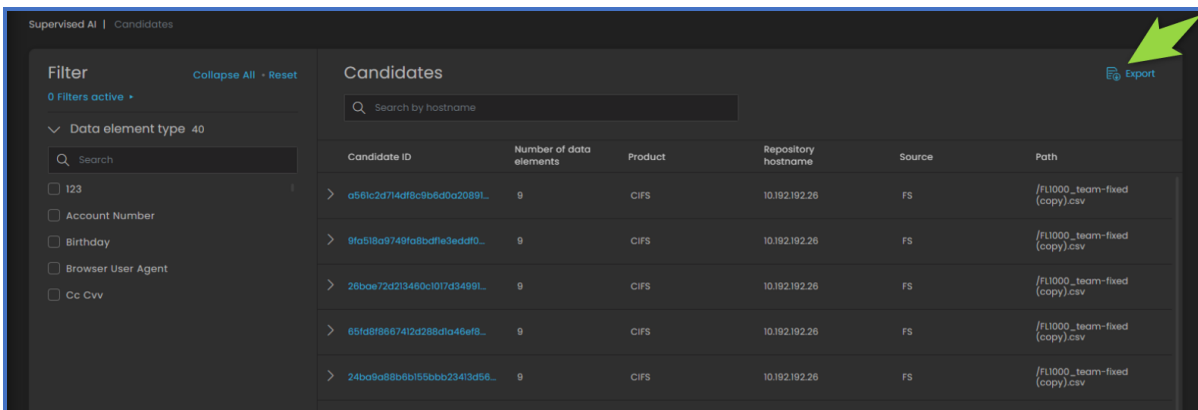 Supervised AI | Candidates
Filter
Collapse All • Reset
0 Filters active
Data element type 40
Search
123
Account Number
Birthday
Browser User Agent
Cc Cvv
Candidates
Export
Search by hostname
Candidate ID
Number of data
elements
Product
Repository
hostname
Source
Path
a561c2d714df8c9b6d0a20891...
9
CIFS
10.192.192.26
FS
/FL1000_team-fixed
(copy).csv
9fa518a9749fa8bdf1e3eddf0...
9
CIFS
10.192.192.26
FS
/FL1000_team-fixed
(copy).csv
26bae72d213460c1017d34991...
9
CIFS
10.192.192.26
FS
/FL1000_team-fixed
(copy).csv
65fd8f8667412d288d1a46ef8...
9
CIFS
10.192.192.26
FS
/FL1000_team-fixed
(copy).csv
24ba9a88b6b155bbb23413d56...
9
CIFS
10.192.192.26
FS
/FL1000_team-fixed
(copy).csv